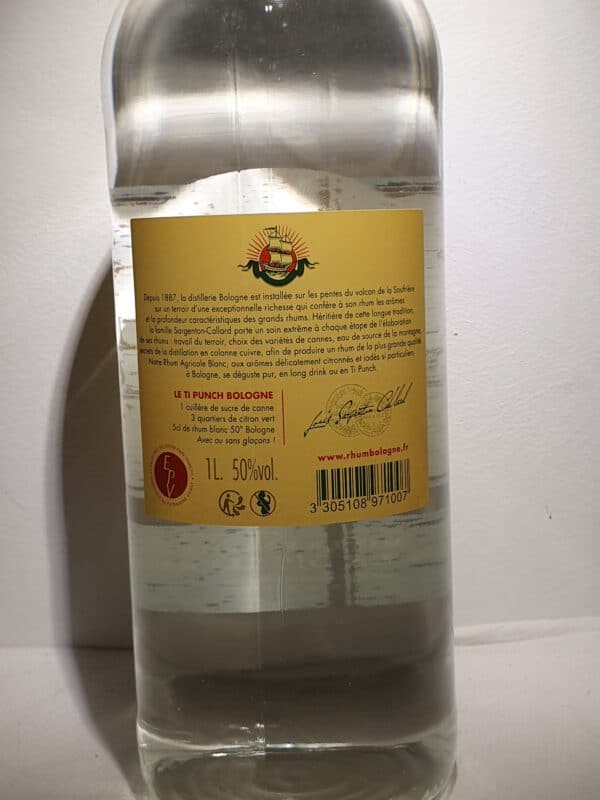 Depuis 1887, la distillerie Bologne est installée sur les pentes du volcan de la Soufrière
sur un terroir d'une exceptionnelle richesse qui confère à son rhum les arômes
et la profondeur caractéristiques des grands rhums. Héritière de cette longue tradition,
la famille Sargenton-Callard porte un soin extrême à chaque étape de l'élaboration
de ses rhums : travail du terroir, choix des variétés de cannes, eau de source de la montagne,
secrets de la distillation en colonne cuivre, afin de produire un rhum de la plus grande qualité.
Notre Rhum Agricole Blanc, aux arômes délicatement citronnés et iodés si particuliers
à Bologne, se déguste pur, en long drink ou en Ti Punch.
LE TI PUNCH BOLOGNE
1 cuillère de sucre de canne
3 quartiers de citron vert
5cl de rhum blanc 50° Bologne
Avec ou sans glaçons !
Sargenton Callard
www.rhumbologne.fr
EPV
1L. 50%vol.
3 305108 971007